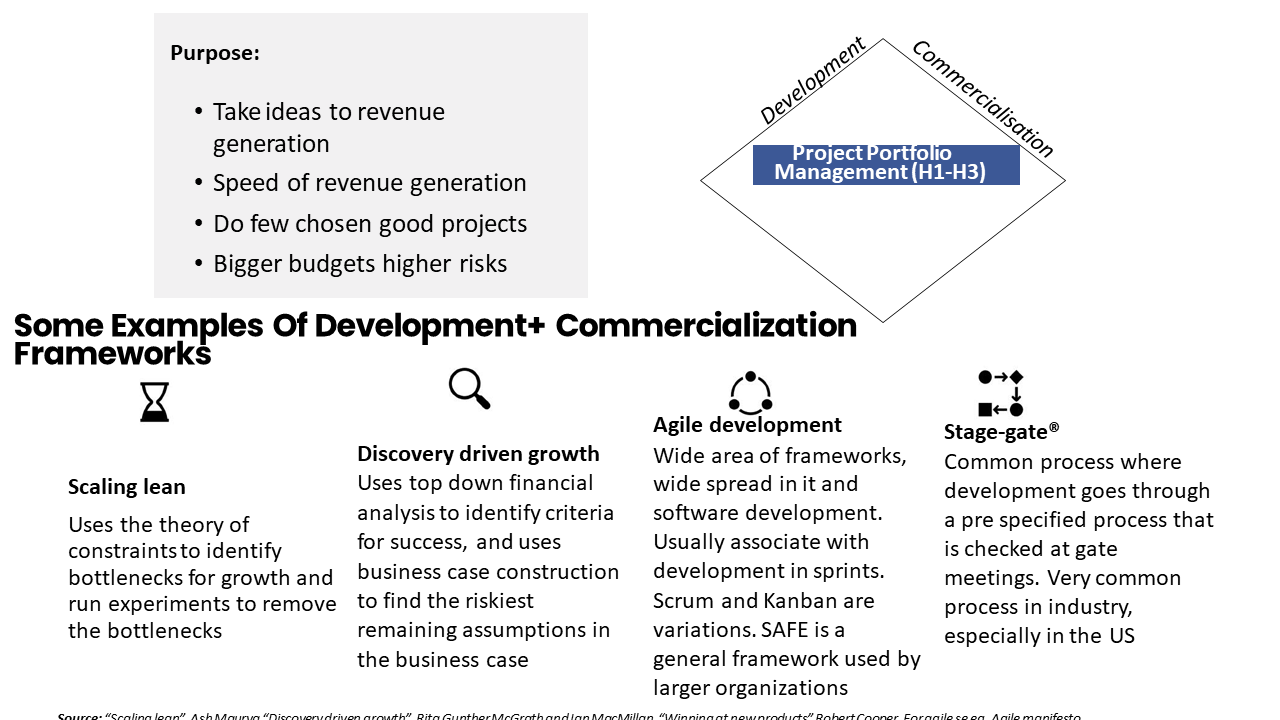 Purpose:
• Take ideas to revenue
generation
• Speed of revenue generation
• Do few chosen good projects
• Bigger budgets higher risks
Development
Commercialisation
Project Portfolio
Management (H1-H3)
Some Examples Of Development+ Commercialization
Frameworks
Scaling lean
Uses the theory of
constraints to identify
bottlenecks for growth and
run experiments to remove
the bottlenecks
Discovery driven growth
Uses top down financial
analysis to identify criteria
for success, and uses
business case construction
to find the riskiest
remaining assumptions in
the business case
Agile development
Wide area of frameworks,
wide spread in it and
software development.
Usually associate with
development in sprints.
Scrum and Kanban are
variations. SAFE is a
general framework used by
larger organizations
Stage-gate®
Common process where
development goes through
a pre specified process that
is checked at gate
meetings. Very common
process in industry,
especially in the US
Source: “Scaling lean”, Ash Maurya “Discovery driven growth”, Rita Gunther McGrath and Ian MacMillan, “Winning at new products” Robert Cooper. For agile se eg. Agile manifesto